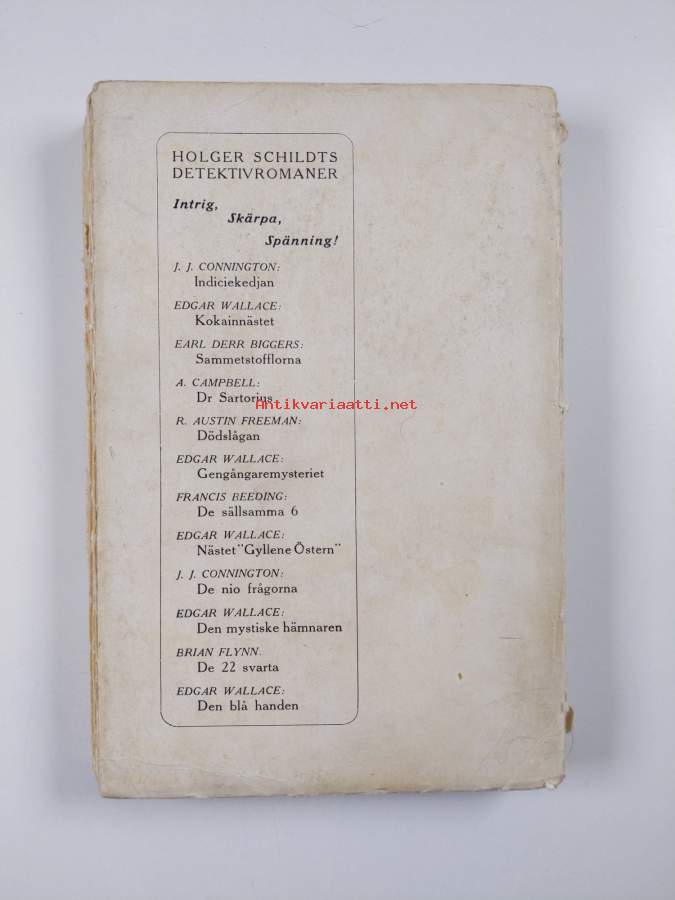 HOLGER SCHILDTS
DETEKTIVROMANER
Intrig,
Skärpa,
Spänning!
J. J. CONNINGTON:
Indiciekedjan
EDGAR WALLACE:
Kokainnästet
EARL DERR BIGGERS:
Sammetstofflorna
A. CAMPBELL:
Dr Sartorius
Antikvariaatti.net
R. AUSTIN FREEMAN:
Dödslågan
EDGAR WALLACE:
Gengångaremysteriet
FRANCIS BEEDING:
De sällsamma 6
EDGAR WALLACE:
Nästet "Gyllene Östern"
J. J. CONNINGTON:
De nio frågorna
EDGAR WALLACE:
Den mystiske hämnaren
BRIAN FLYNN.
De 22 svarta
EDGAR WALLACE:
Den blå handen